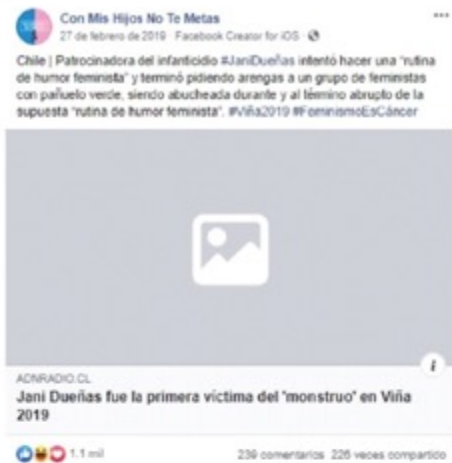 Con Mis Hijos No Te Metas
27 de febrero de 2019 · Facebook Creator for iOS ·
Chile | Patrocinadora del infanticidio #JaniDueñas intentó hacer una "rutina
de humor feminista" y terminó pidiendo arengas a un grupo de feministas
con pañuelo verde, siendo abucheada durante y al término abrupto de la
supuesta "rutina de humor feminista". #Viña2019 #FeminismoEsCáncer
i
ADNRADIO.CL
Jani Dueñas fue la primera víctima del "monstruo" en Viña
2019
1.1 mil 239 comentarios 226 veces compartido